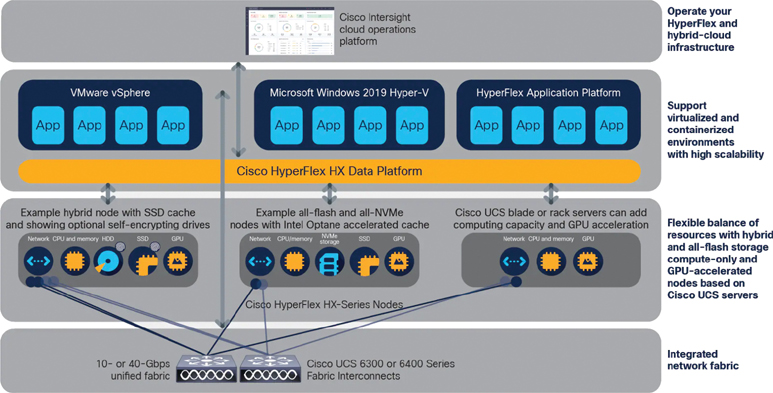 Cisco Intersight
cloud operations
platform
Operate your
HyperFlex and
hybrid-cloud
infrastructure
VMware vSphere
App App App App
Microsoft Windows 2019 Hyper-V
App App App App
HyperFlex Application Platform
App App App App
Cisco HyperFlex HX Data Platform
Support
virtualized and
containerized
environments
with high scalability
Example hybrid node with SSD cache
and showing optional self-encrypting drives
Network CPU and memory HDD SSD GPU
Example all-flash and all-NVMe
nodes with Intel Optane accelerated cache
Network CPU/memory NVMe storage SSD GPU
Cisco UCS blade or rack servers can add
computing capacity and GPU acceleration
Network CPU and memory GPU
Cisco HyperFlex HX-Series Nodes
Flexible balance of
resources with hybrid
and all-flash storage
compute-only and
GPU-accelerated
nodes based on
Cisco UCS servers
10- or 40-Gbps
unified fabric
Cisco UCS 6300 or 6400 Series
Fabric Interconnects
Integrated
network fabric